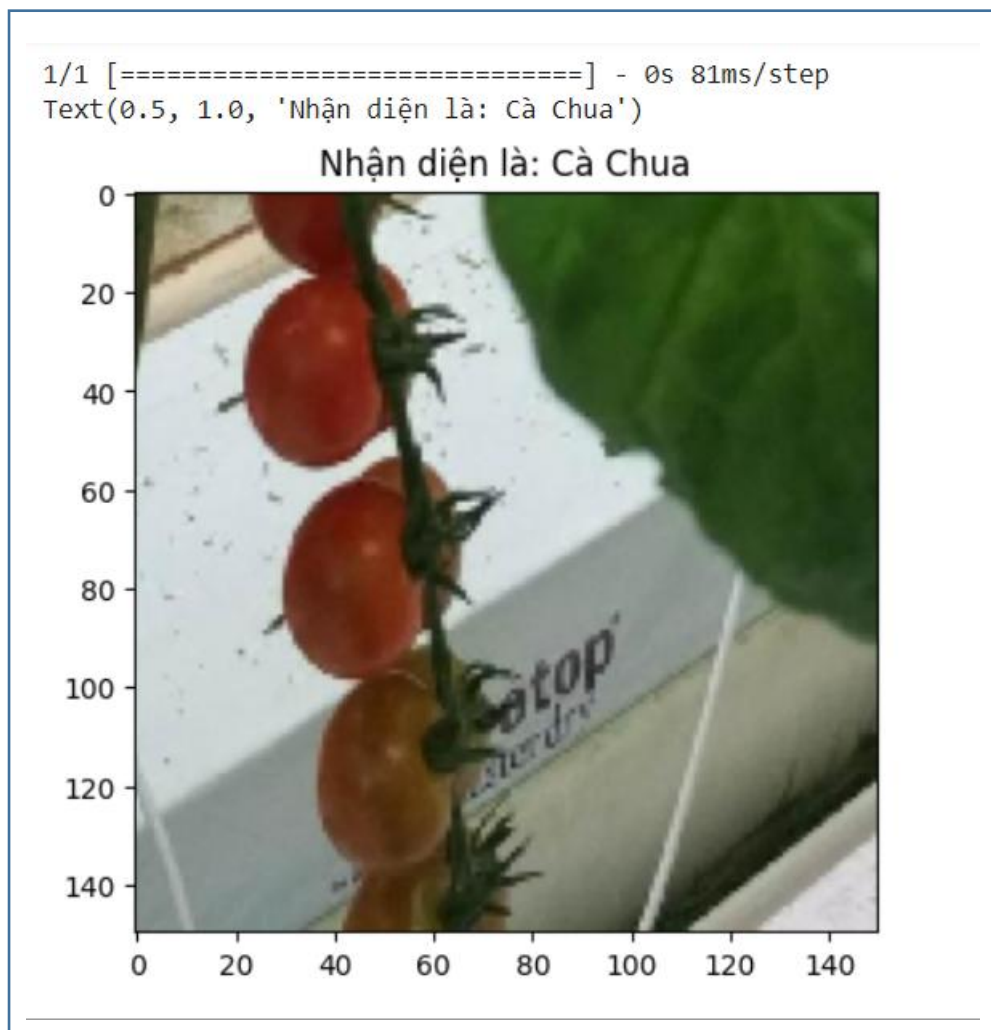 1/1 [==============================] - 0s 81ms/step
Text(0.5, 1.0, 'Nhận diện là: Cà Chua')
Nhận diện là: Cà Chua
0
20
40
60
80
100
120
140
atop
0 20 40 60 80 100 120 140